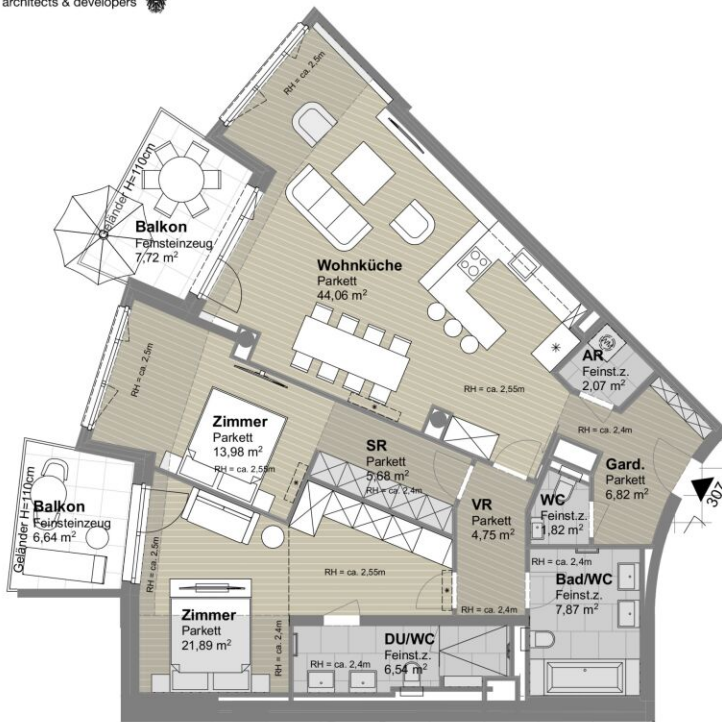 architects & developers
RH = ca. 2,5m
Geländer H=110cm
Balkon
Feinsteinzeug
7,72 m²
Wohnküche
Parkett
44,06 m²
RH = ca. 2,55m
AR
Feinst.z.
2,07 m²
RH = ca. 2,4m
RH = ca. 2,5m
Zimmer
Parkett
13,98 m²
RH = ca. 2,55m
SR
Parkett
5,68 m²
RH = ca. 2,4m
Gard.
Parkett
6,82 m²
307
VR
Parkett
4,75 m²
WC
Feinst.z.
1,82 m²
Geländer H=110cm
Balkon
Feinsteinzeug
6,64 m²
RH = ca. 2,5m
RH = ca. 2,55m
RH = ca. 2,4m
Bad/WC
Feinst.z.
7,87 m²
Zimmer
Parkett
21,89 m²
RH = ca. 2,4m
RH = ca. 2,4m
DU/WC
Feinst.z.
6,54 m²
RH = ca. 2,4m